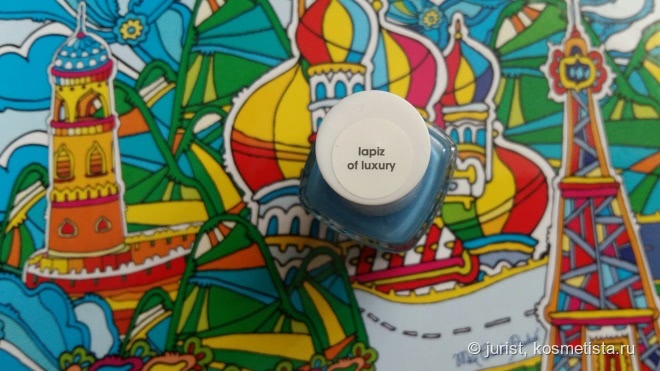 lapiz
of luxury
© jurist, kosmetista.ru